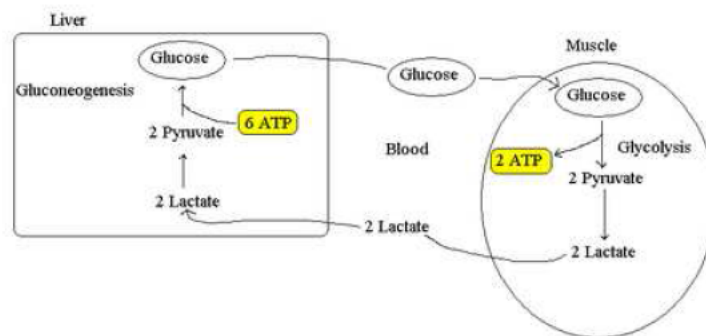 Liver
Glucose
Gluconeogenesis
6 ATP
2 Pyruvate
2 Lactate
Glucose
Blood
2 Lactate
Muscle
Glucose
Glycolysis
2 ATP
2 Pyruvate
2 Lactate